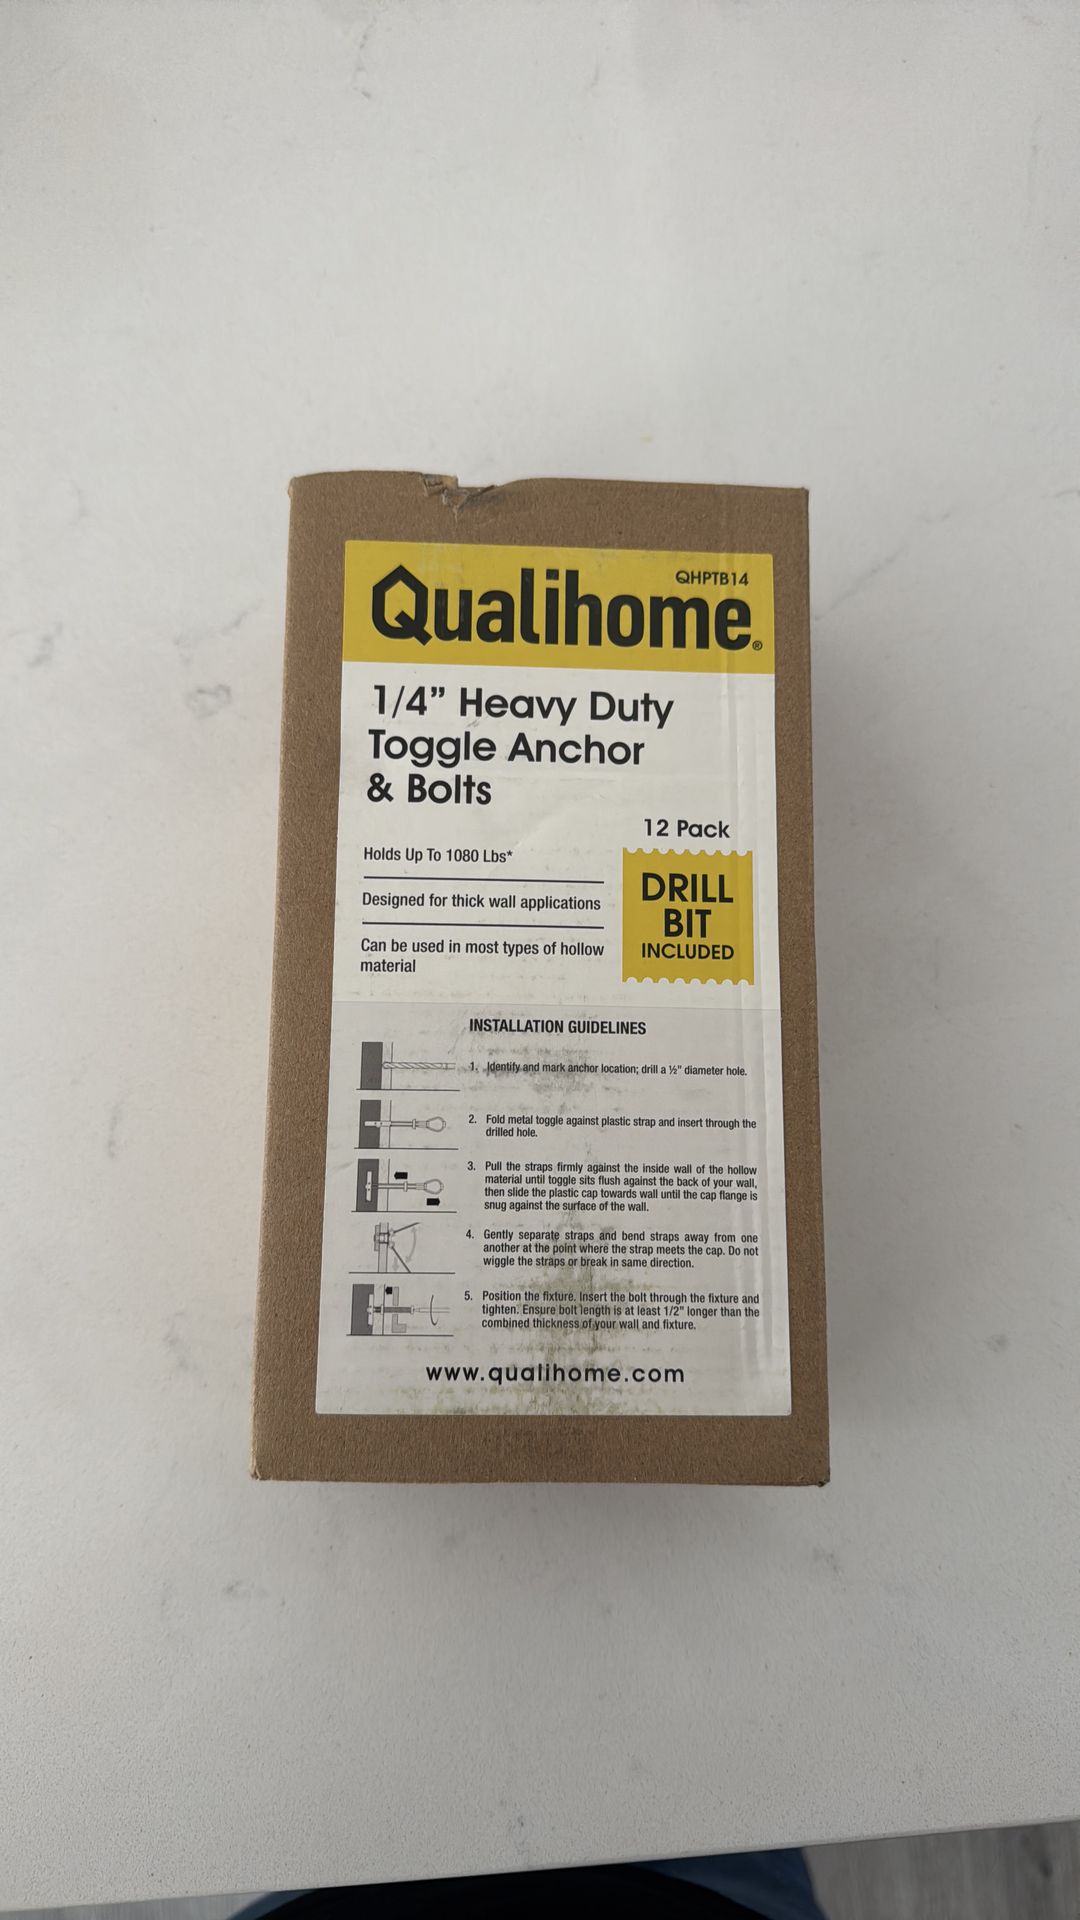 QHPTB14
Qualihome®
1/4” Heavy Duty
Toggle Anchor
& Bolts
12 Pack
Holds Up To 1080 Lbs*
Designed for thick wall applications
Can be used in most types of hollow
material
DRILL
BIT
INCLUDED
INSTALLATION GUIDELINES
1. Identify and mark anchor location; drill a ½" diameter hole.
2. Fold metal toggle against plastic strap and insert through the
drilled hole.
3. Pull the straps firmly against the inside wall of the hollow
material until toggle sits flush against the back of your wall,
then slide the plastic cap towards wall until the cap flange is
snug against the surface of the wall.
4. Gently separate straps and bend straps away from one
another at the point where the strap meets the cap. Do not
wiggle the straps or break in same direction.
5. Position the fixture. Insert the bolt through the fixture and
tighten. Ensure bolt length is at least 1/2" longer than the
combined thickness of your wall and fixture.
www.qualihome.com